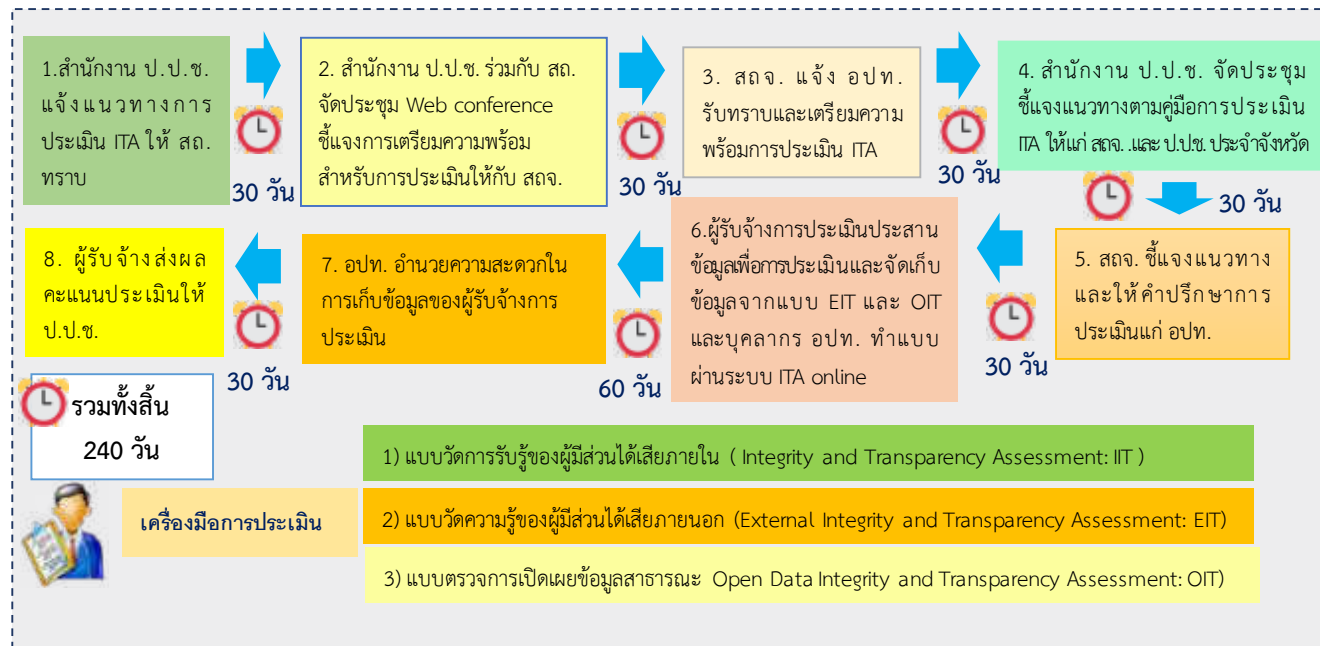 1.สำนักงาน ป.ป.ช.
แจ้งแนวทางการ
ประเมิน ITA ให้ สถ.
ทราบ
30 วัน
2. สำนักงาน ป.ป.ช. ร่วมกับ สถ.
จัดประชุม Web conference
ชี้แจงการเตรียมความพร้อม
สำหรับการประเมินให้กับ สถจ.
30 วัน
3. สถจ. แจ้ง อปท.
รับทราบและเตรียมความ
พร้อมการประเมิน ITA
30 วัน
4. สำนักงาน ป.ป.ช. จัดประชุม
ชี้แจงแนวทางตามคู่มือการประเมิน
ITA ให้แก่ สถจ. .และ ป.ป.ช. ประจำจังหวัด
30 วัน
5. สถจ. ชี้แจงแนวทาง
และให้คำปรึกษาการ
ประเมินแก่ อปท.
30 วัน
6.ผู้รับจ้างการประเมินประสาน
ข้อมูลเพื่อการประเมินและจัดเก็บ
ข้อมูลจากแบบ EIT และ OIT
และบุคลากร อปท. ทำแบบ
ผ่านระบบ ITA online
60 วัน
7. อปท. อำนวยความสะดวกใน
การเก็บข้อมูลของผู้รับจ้างการ
ประเมิน
30 วัน
8. ผู้รับจ้างส่งผล
คะแนนประเมินให้
ป.ป.ช.
รวมทั้งสิ้น
240 วัน
เครื่องมือการประเมิน
1) แบบวัดการรับรู้ของผู้มีส่วนได้เสียภายใน ( Integrity and Transparency Assessment: IIT )
2) แบบวัดความรู้ของผู้มีส่วนได้เสียภายนอก (External Integrity and Transparency Assessment: EIT)
3) แบบตรวจการเปิดเผยข้อมูลสาธารณะ Open Data Integrity and Transparency Assessment: OIT)